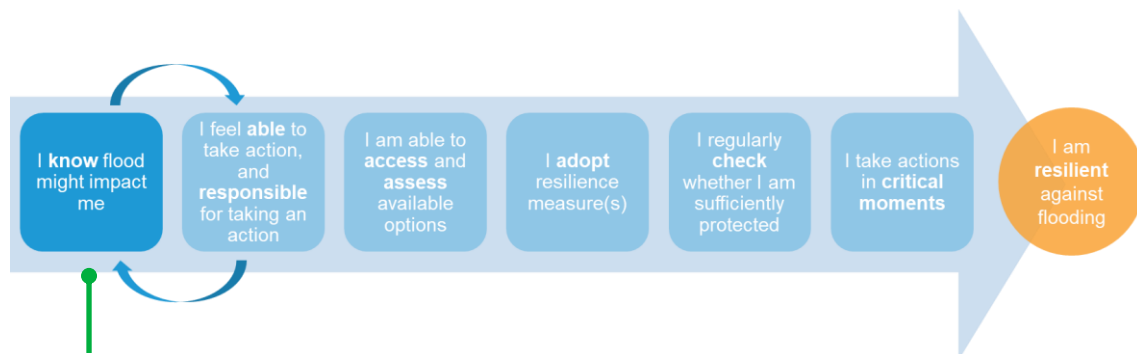 I know flood
might impact
me
I feel able to
take action,
and
responsible
for taking an
action
I am able to
access and
assess
available
options
I adopt
resilience
measure(s)
I regularly
check
whether I am
sufficiently
protected
I take actions
in critical
moments
I am
resilient
against
flooding